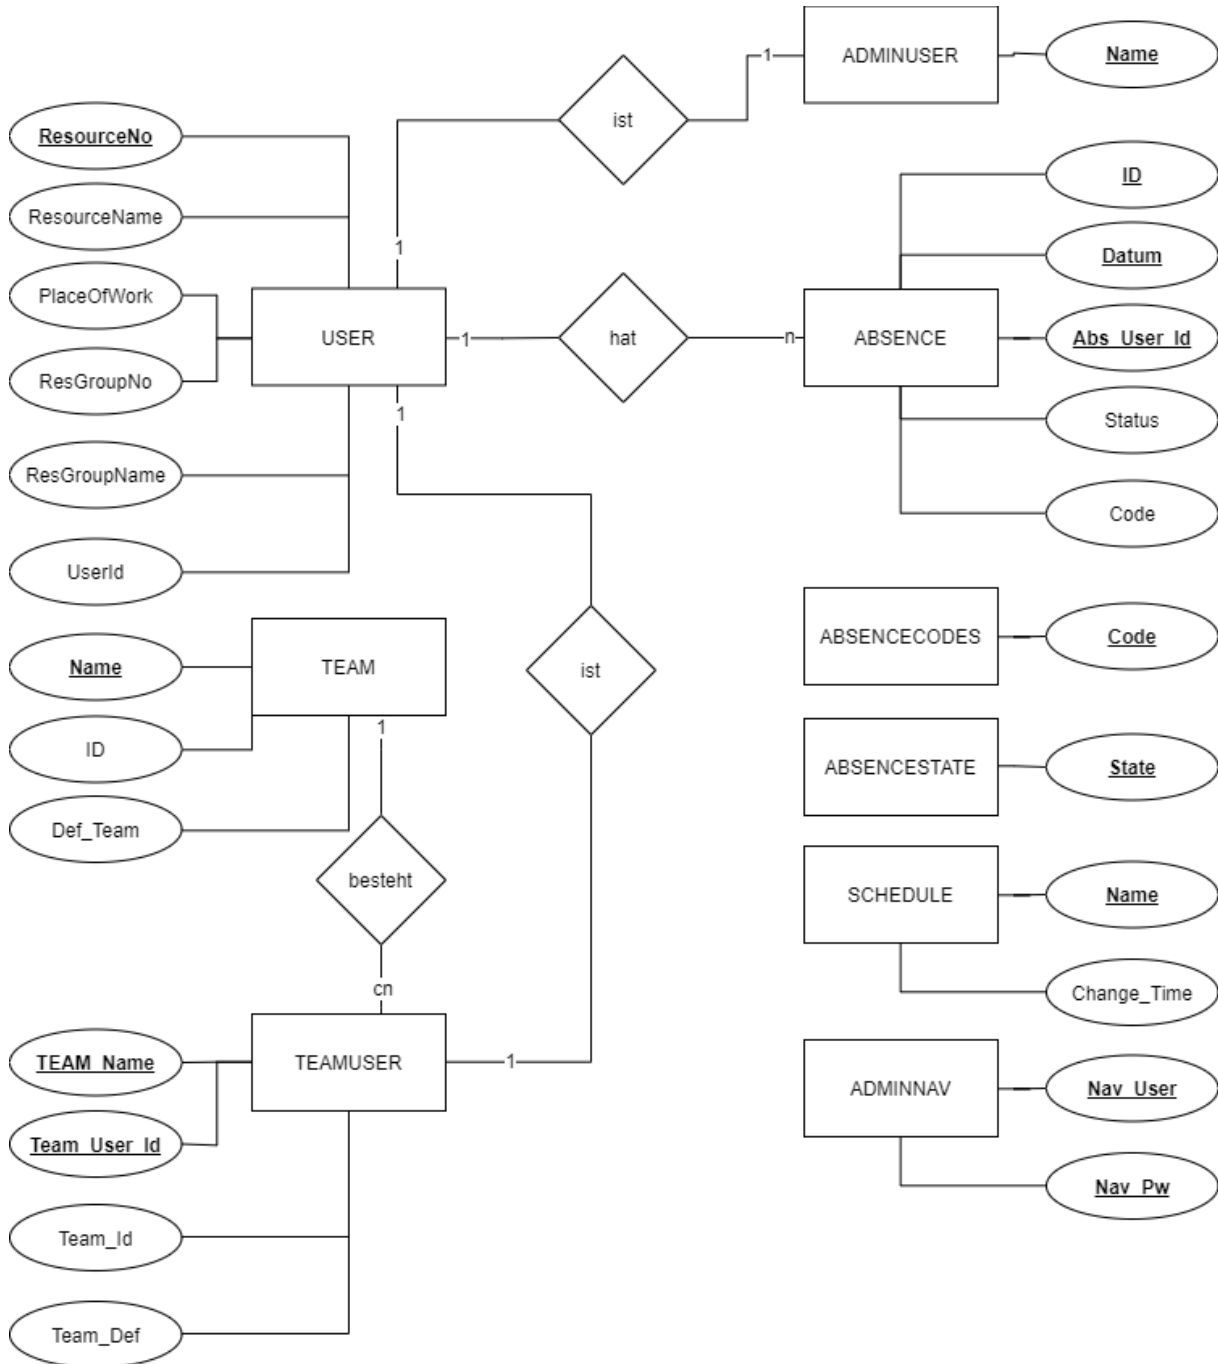 ADMINUSER
Name
1
ist
ResourceNo
ResourceName
PlaceOfWork
ResGroupNo
ResGroupName
UserId
USER
1
1
1
hat
n
ABSENCE
ID
Datum
Abs_User_Id
Status
Code
ist
TEAM
Name
ID
Def_Team
1
besteht
cn
TEAMUSER
1
TEAM_Name
Team_User_Id
Team_Id
Team_Def
ABSENCECODES
Code
ABSENCESTATE
State
SCHEDULE
Name
Change_Time
ADMINNAV
Nav_User
Nav_Pw